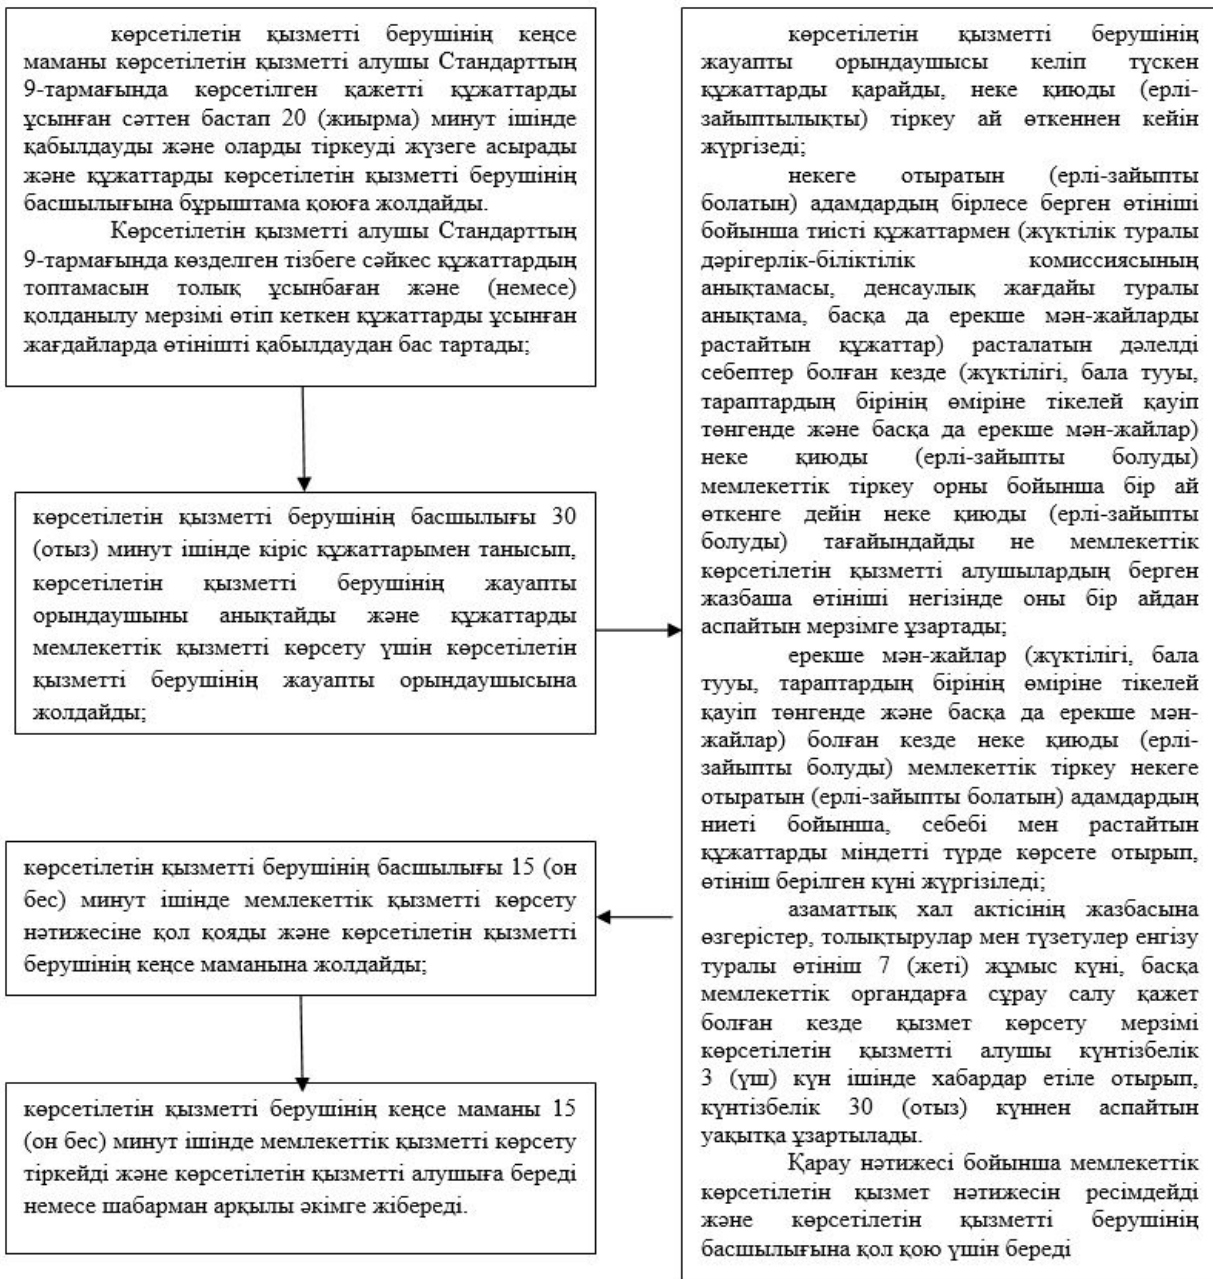 көрсетілетін қызметті берушінің кеңсе
маманы көрсетілетін қызметті алушы Стандарттың
9-тармағында көрсетілген қажетті құжаттарды
ұсынған сәттен бастап 20 (жиырма) минут ішінде
қабылдауды және оларды тіркеуді жүзеге асырады
және құжаттарды көрсетілетін қызметті берушінің
басшылығына бұрыштама қоюға жолдайды.
Көрсетілетін қызметті алушы Стандарттың
9-тармағында көзделген тізбеге сәйкес құжаттардың
топтамасын толық ұсынбаған және (немесе)
қолданылу мерзімі өтіп кеткен құжаттарды ұсынған
жағдайларда өтінішті қабылдаудан бас тартады;
көрсетілетін қызметті берушінің басшылығы 30
(отыз) минут ішінде кіріс құжаттарымен танысып,
көрсетілетін қызметті берушінің жауапты
орындаушыны анықтайды және құжаттарды
мемлекеттік қызметті көрсету үшін көрсетілетін
қызметті берушінің жауапты орындаушысына
жолдайды;
көрсетілетін қызметті берушінің
жауапты орындаушысы келіп түскен
құжаттарды қарайды, неке қиюды (ерлі-
зайыптылықты) тіркеу ай өткеннен кейін
жүргізеді;
некеге отыратын (ерлі-зайыпты
болатын) адамдардың бірлесе берген өтініші
бойынша тиісті құжаттармен (жүктілік туралы
дәрігерлік-біліктілік комиссиясының
анықтамасы, денсаулық жағдайы туралы
анықтама, басқа да ерекше мән-жайларды
растайтын құжаттар) расталатын дәлелді
себептер болған кезде (жүктілігі, бала тууы,
тараптардың бірінің өміріне тікелей қауіп
төнгенде және басқа да ерекше мән-жайлар)
неке қиюды (ерлі-зайыпты болуды)
мемлекеттік тіркеу орны бойынша бір ай
өткенге дейін неке қиюды (ерлі-зайыпты
болуды) тағайындайды не мемлекеттік
көрсетілетін қызметті алушылардың берген
жазбаша өтініші негізінде оны бір айдан
аспайтын мерзімге ұзартады;
ерекше мән-жайлар (жүктілігі, бала
тууы, тараптардың бірінің өміріне тікелей
қауіп төнгенде және басқа да ерекше мән-
жайлар) болған кезде неке қиюды (ерлі-
зайыпты болуды) мемлекеттік тіркеу некеге
отыратын (ерлі-зайыпты болатын) адамдардың
ниеті бойынша, себебі мен растайтын
құжаттарды міндетті түрде көрсете отырып,
өтініш берілген күні жүргізіледі;
азаматтық хал актісінің жазбасына
өзгерістер, толықтырулар мен түзетулер енгізу
туралы өтініш 7 (жеті) жұмыс күні, басқа
мемлекеттік органдарға сұрау салу қажет
болған кезде қызмет көрсету мерзімі
көрсетілетін қызметті алушы күнтізбелік
3 (үш) күн ішінде хабардар етіле отырып,
күнтізбелік 30 (отыз) күннен аспайтын
уақытқа ұзартылады.
Қарау нәтижесі бойынша мемлекеттік
көрсетілетін қызмет нәтижесін ресімдейді
және көрсетілетін қызметті берушінің
басшылығына қол қою үшін береді
көрсетілетін қызметті берушінің басшылығы 15 (он
бес) минут ішінде мемлекеттік қызметті көрсету
нәтижесіне қол қояды және көрсетілетін қызметті
берушінің кеңсе маманына жолдайды;
көрсетілетін қызметті берушінің кеңсе маманы 15
(он бес) минут ішінде мемлекеттік қызметті көрсету
тіркейді және көрсетілетін қызметті алушыға береді
немесе шабарман арқылы әкімге жібереді.